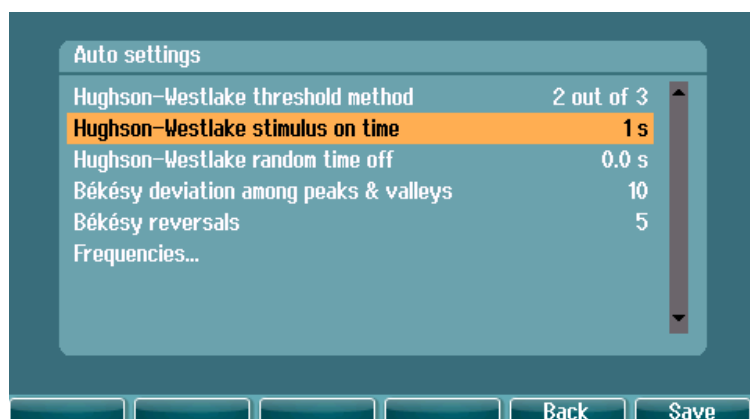 Auto settings
Hughson-Westlake threshold method 2 out of 3
Hughson-Westlake stimulus on time 1 s
Hughson-Westlake random time off 0.0 s
Békésy deviation among peaks & valleys 10
Békésy reversals 5
Frequencies...
Back Save